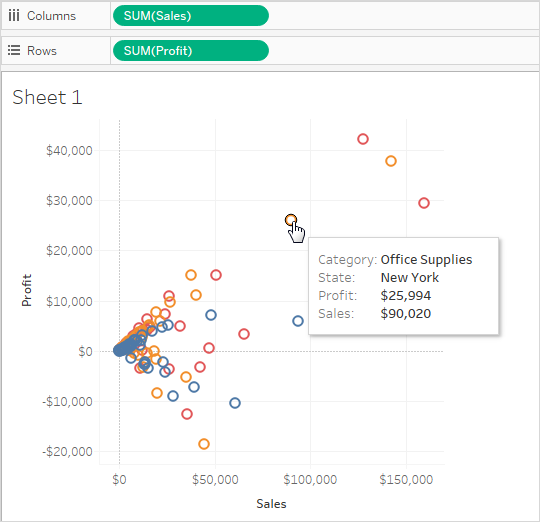 Columns SUM(Sales)
Rows SUM(Profit)
Sheet 1
$40,000
$30,000
$20,000
$10,000
$0
-$10,000
-$20,000
Profit
Category: Office Supplies
State: New York
Profit: $25,994
Sales: $90,020
$0 $50,000 $100,000 $150,000
Sales